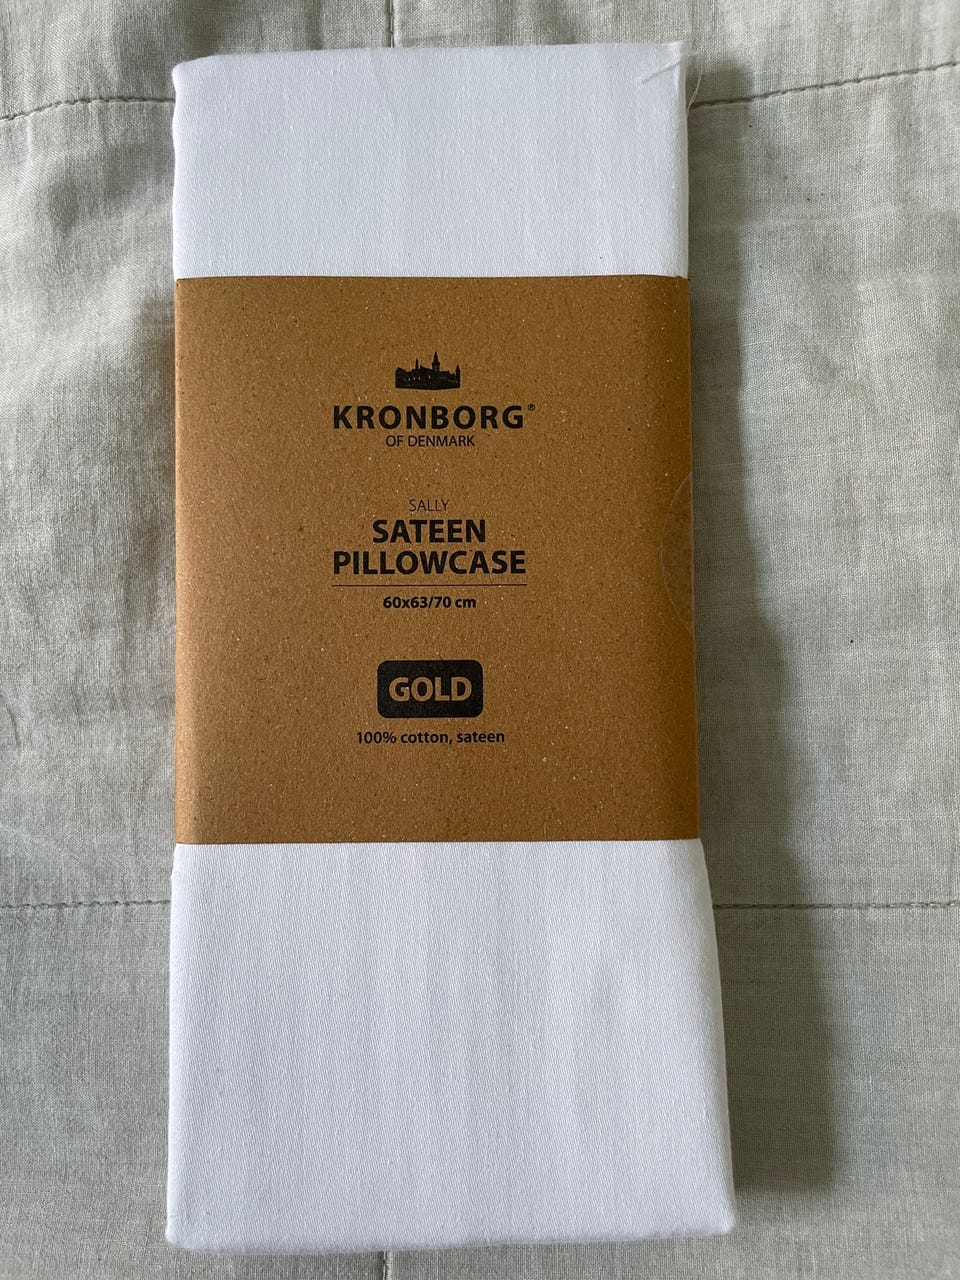 KRONBORG®
OF DENMARK
SALLY
SATEEN
PILLOWCASE
60x63/70 cm
GOLD
100% cotton, sateen